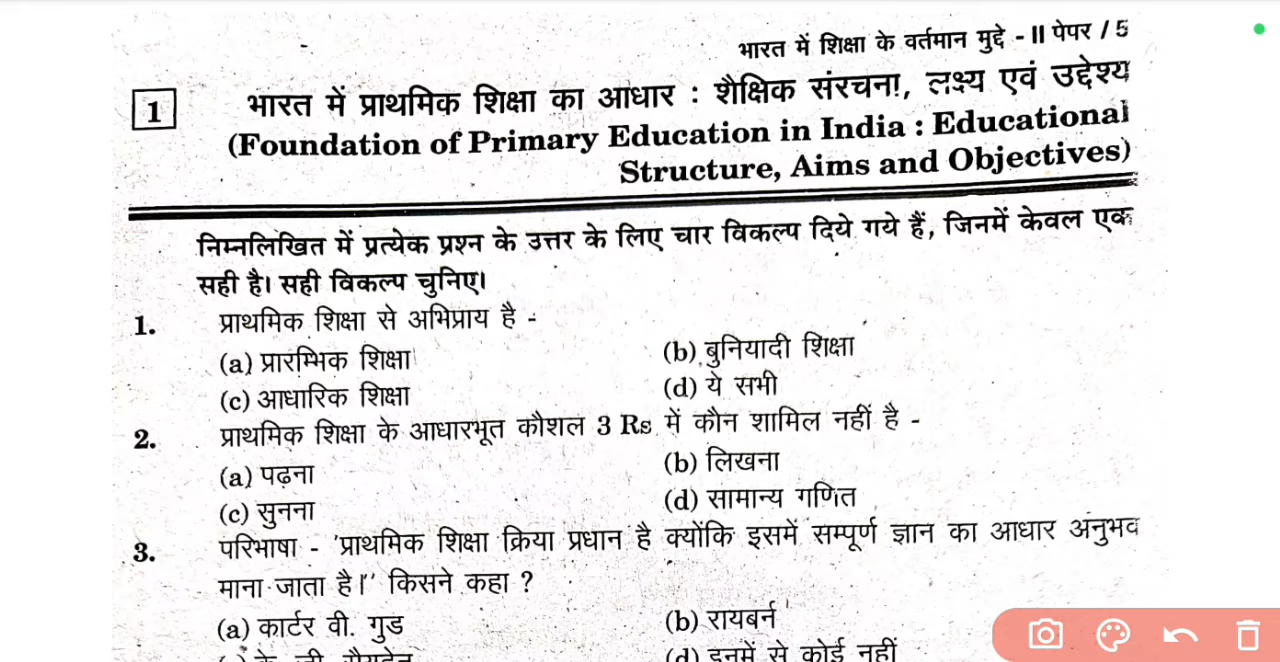 भारत में शिक्षा के वर्तमान मुद्दे - II पेपर / 5
1 भारत में प्राथमिक शिक्षा का आधार : शैक्षिक संरचना, लक्ष्य एवं उद्देश्य
(Foundation of Primary Education in India : Educational
Structure, Aims and Objectives)
निम्नलिखित में प्रत्येक प्रश्न के उत्तर के लिए चार विकल्प दिये गये हैं, जिनमें केवल एक
सही है। सही विकल्प चुनिए।
1. प्राथमिक शिक्षा से अभिप्राय है -
(a) प्रारम्भिक शिक्षा (b) बुनियादी शिक्षा
(c) आधारिक शिक्षा (d) ये सभी
2. प्राथमिक शिक्षा के आधारभूत कौशल 3 Rs में कौन शामिल नहीं है -
(a) पढ़ना (b) लिखना
(c) सुनना (d) सामान्य गणित
3. परिभाषा - 'प्राथमिक शिक्षा क्रिया प्रधान है क्योंकि इसमें सम्पूर्ण ज्ञान का आधार अनुभव
माना जाता है।'' किसने कहा ?
(a) कार्टर वी. गुड (b) रायबर्न
(d) इनमें से कोई नहीं